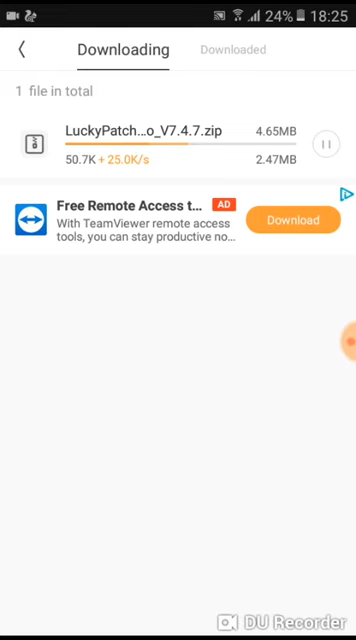 24% 18:25
Downloading Downloaded
1 file in total
LuckyPatch...o_V7.4.7.zip 4.65MB
50.7K + 25.0K/s 2.47MB
Free Remote Access t... AD
With TeamViewer remote access
tools, you can stay productive no...
Download
DU Recorder